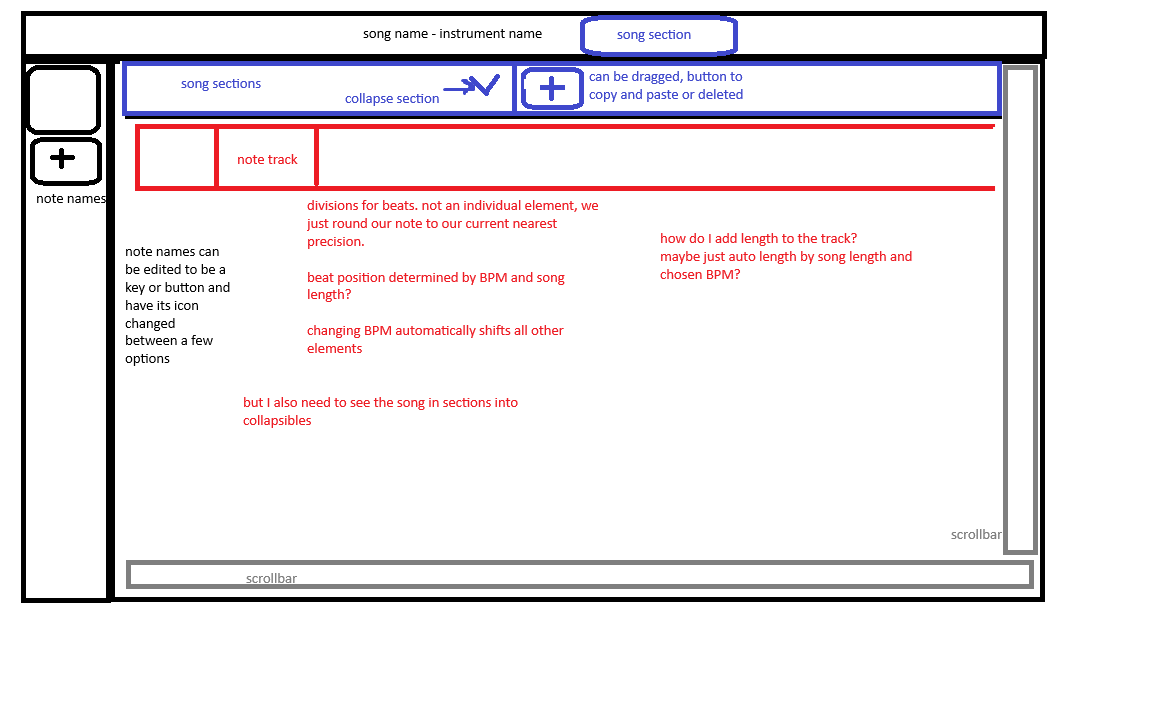 song name - instrument name
song section
song sections
collapse section
can be dragged, button to
copy and paste or deleted
note names
note track
divisions for beats. not an individual element, we
just round our note to our current nearest
precision.
beat position determined by BPM and song
length?
changing BPM automatically shifts all other
elements
how do I add length to the track?
maybe just auto length by song length and
chosen BPM?
note names can
be edited to be a
key or button and
have its icon
changed
between a few
options
but I also need to see the song in sections into
collapsibles
scrollbar
scrollbar